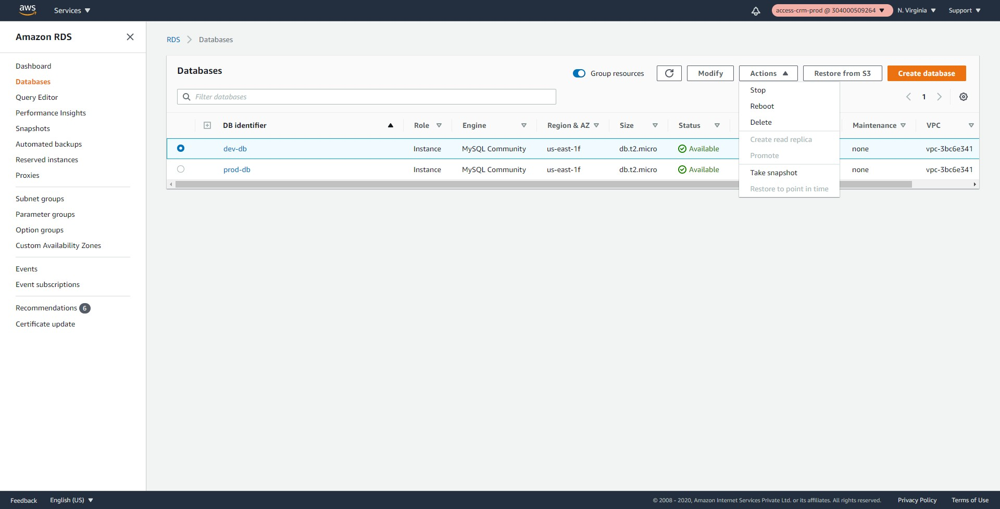 aws Services access-crm-prod @ 304000509264 N. Virginia Support
Amazon RDS
Dashboard
Databases
Query Editor
Performance Insights
Snapshots
Automated backups
Reserved instances
Proxies
Subnet groups
Parameter groups
Option groups
Custom Availability Zones
Events
Event subscriptions
Recommendations 6
Certificate update
RDS Databases
Databases
Group resources Modify Actions Restore from S3 Create database
Filter databases
1
Stop
Reboot
Delete
Create read replica
Promote
Take snapshot
Restore to point in time
DB identifier Role Engine Region & AZ Size Status Maintenance VPC
dev-db Instance MySQL Community us-east-1f db.t2.micro Available none vpc-3bc6e341
prod-db Instance MySQL Community us-east-1f db.t2.micro Available none vpc-3bc6e341
Feedback English (US) © 2008 - 2020, Amazon Internet Services Private Ltd. or its affiliates. All rights reserved. Privacy Policy Terms of Use